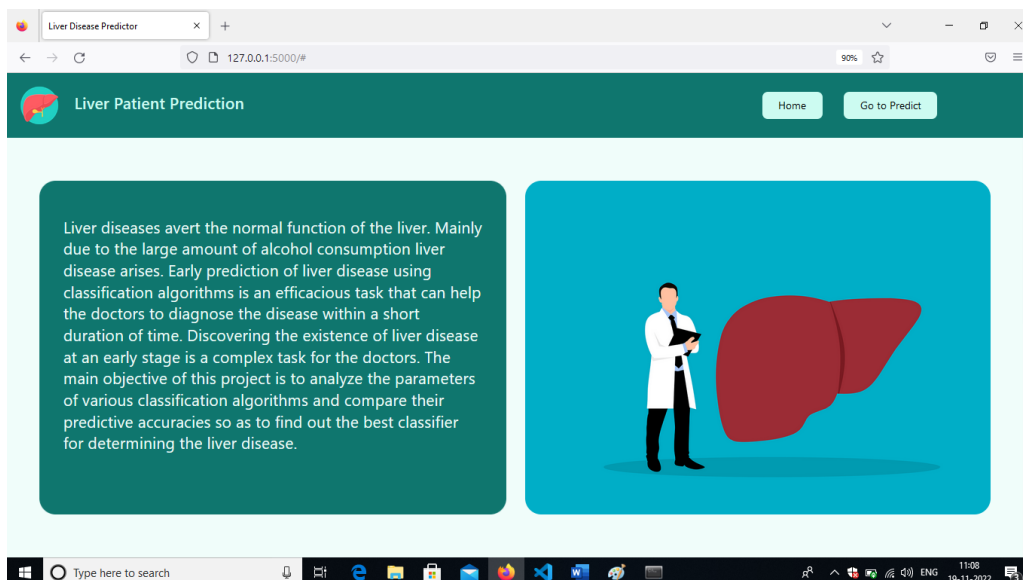 Liver Disease Predictor
127.0.0.1:5000/#
90%
Liver Patient Prediction
Home
Go to Predict
Liver diseases avert the normal function of the liver. Mainly
due to the large amount of alcohol consumption liver
disease arises. Early prediction of liver disease using
classification algorithms is an efficacious task that can help
the doctors to diagnose the disease within a short
duration of time. Discovering the existence of liver disease
at an early stage is a complex task for the doctors. The
main objective of this project is to analyze the parameters
of various classification algorithms and compare their
predictive accuracies so as to find out the best classifier
for determining the liver disease.
Type here to search
ENG
11:08
19-11-2022